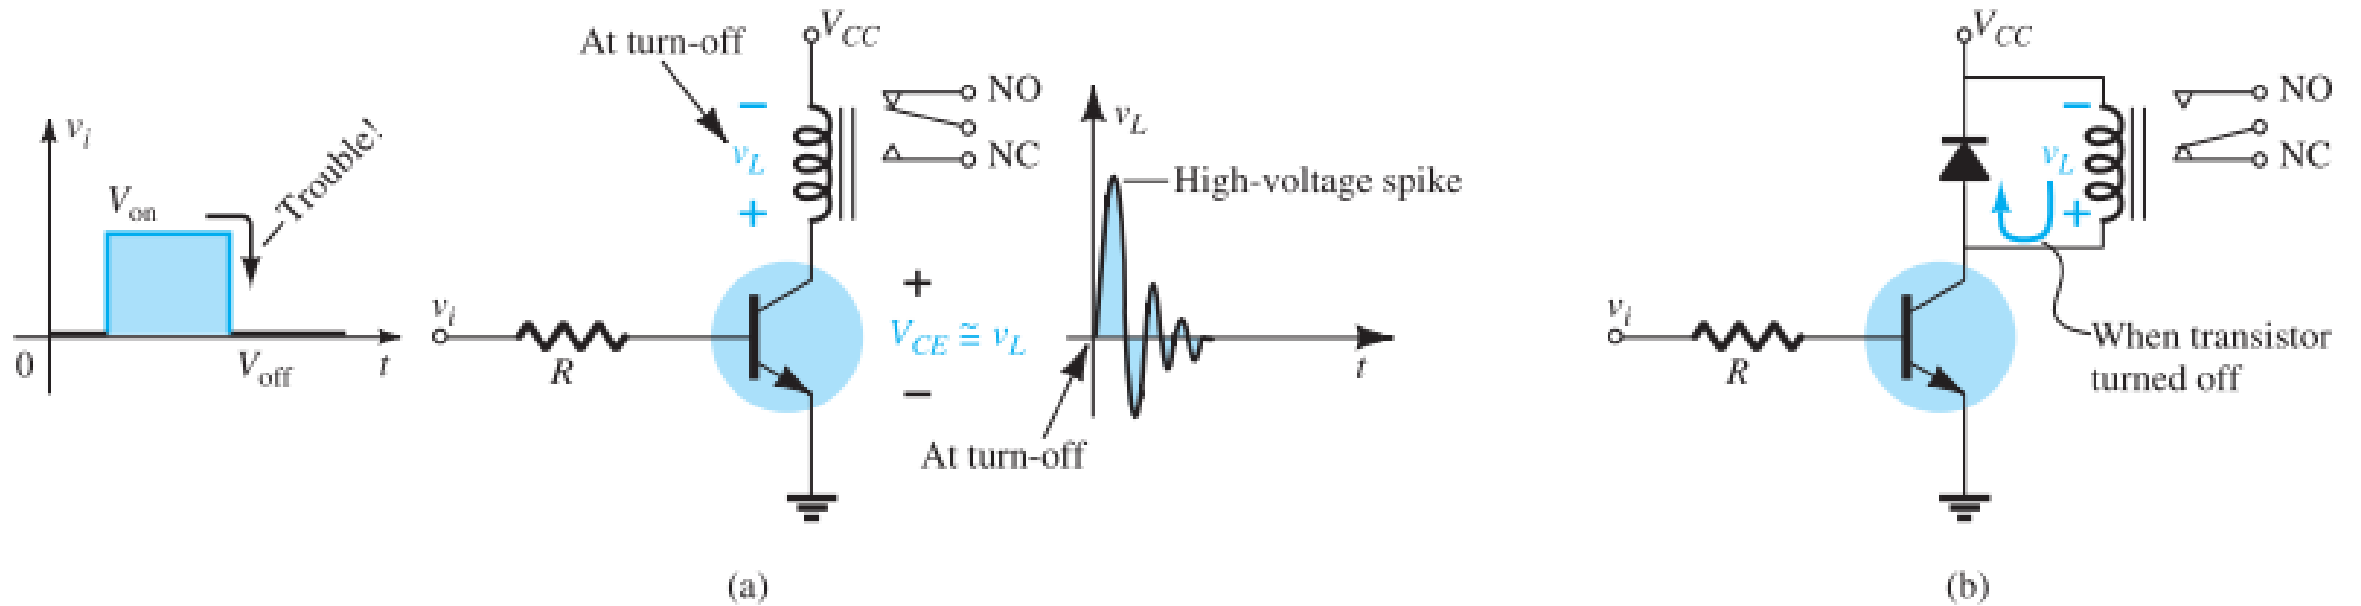 v_i
V_on
Trouble!
0
V_off
t
At turn-off
V_CC
−
v_L
+
NO
NC
v_i
R
+
V_CE ≅ v_L
−
v_L
High-voltage spike
t
At turn-off
(a)
V_CC
−
v_L
+
NO
NC
v_i
R
When transistor
turned off
(b)